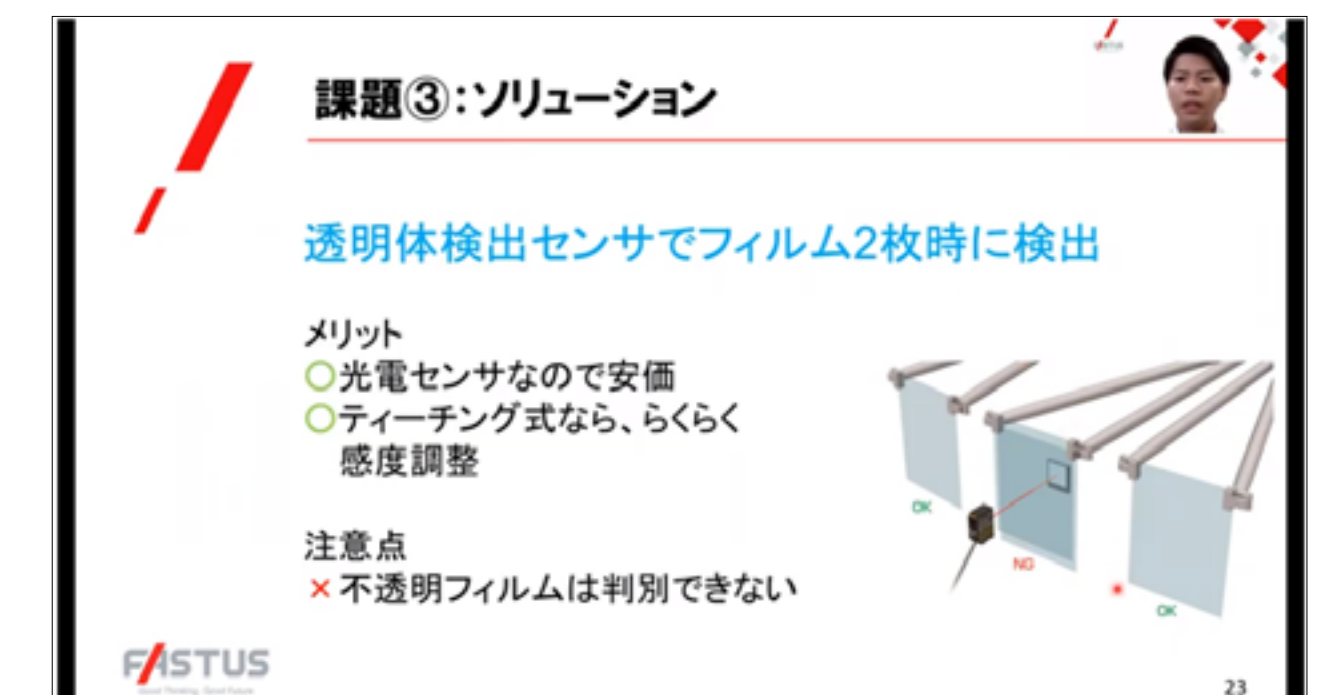 課題③:ソリューション
透明体検出センサでフィルム2枚時に検出
メリット
○光電センサなので安価
○ティーチング式なら、らくらく
感度調整
注意点
×不透明フィルムは判別できない
OK
NG
OK
FASTUS
Good Thinking, Good Future
23